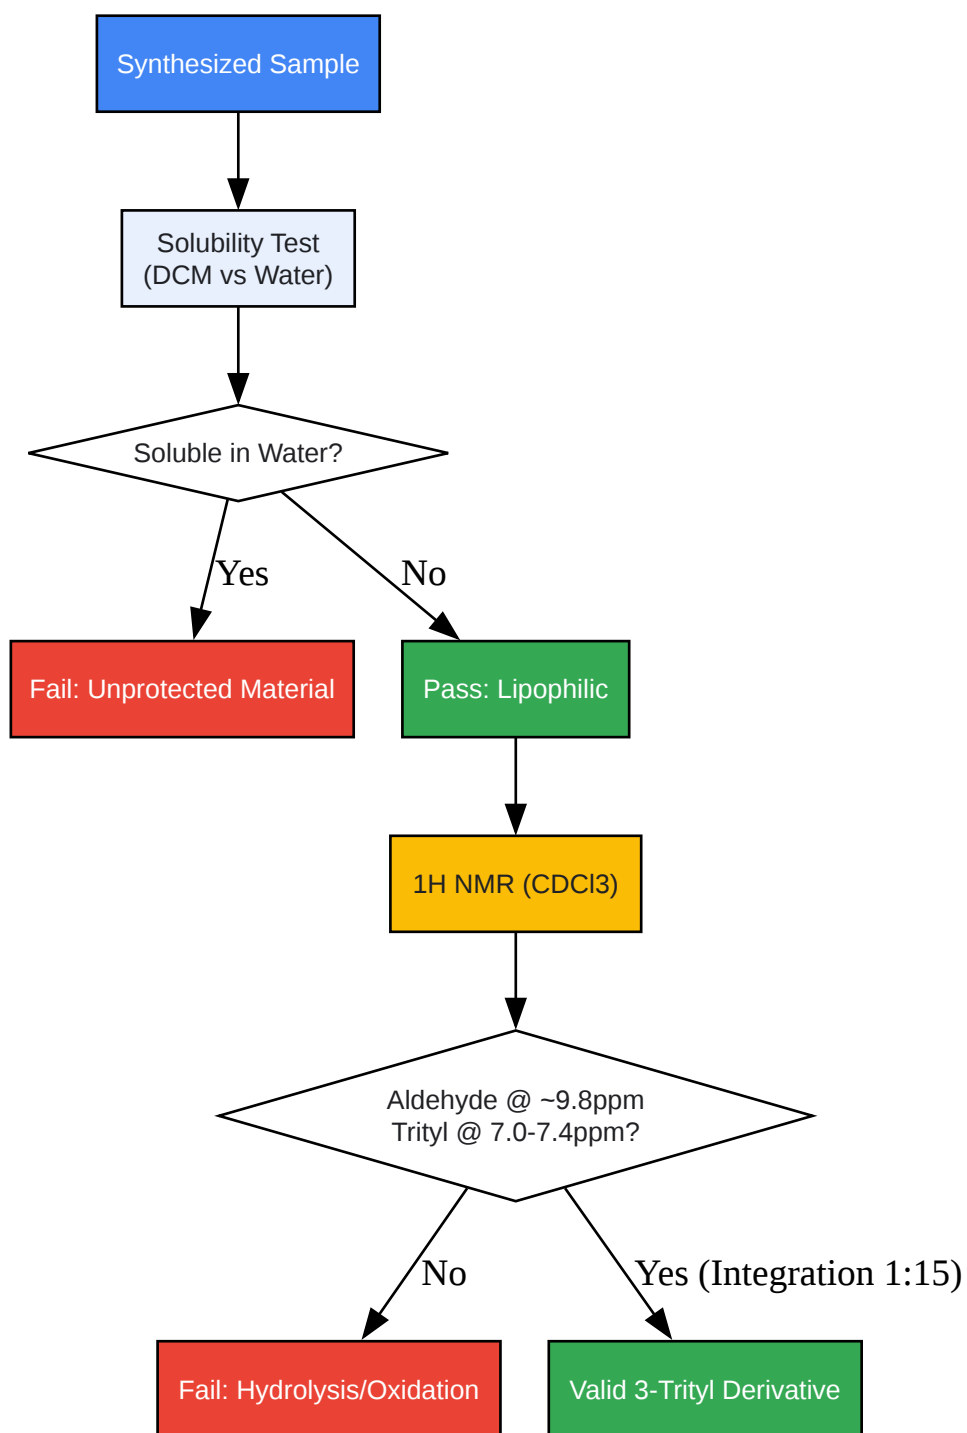 Synthesized Sample
Solubility Test
(DCM vs Water)
Soluble in Water?
Yes
No
Fail: Unprotected Material
Pass: Lipophilic
1H NMR (CDCl3)
Aldehyde @ ~9.8ppm
Trityl @ 7.0-7.4ppm?
No
Yes (Integration 1:15)
Fail: Hydrolysis/Oxidation
Valid 3-Trityl Derivative